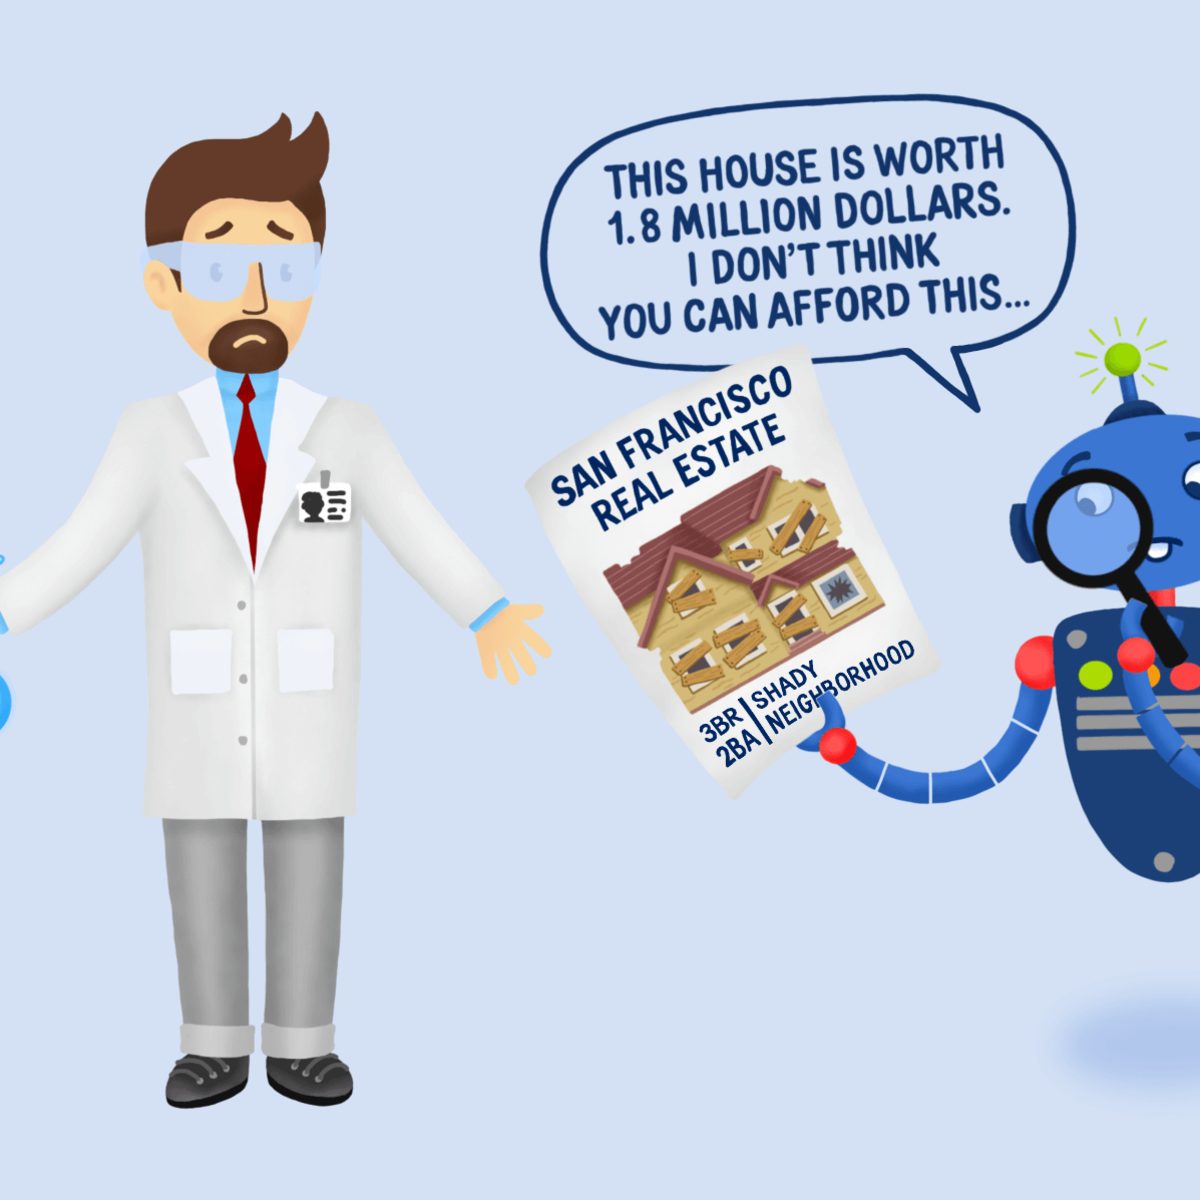 THIS HOUSE IS WORTH
1.8 MILLION DOLLARS.
I DON'T THINK
YOU CAN AFFORD THIS...
SAN FRANCISCO
REAL ESTATE
3BR
2BA
SHADY
NEIGHBORHOOD